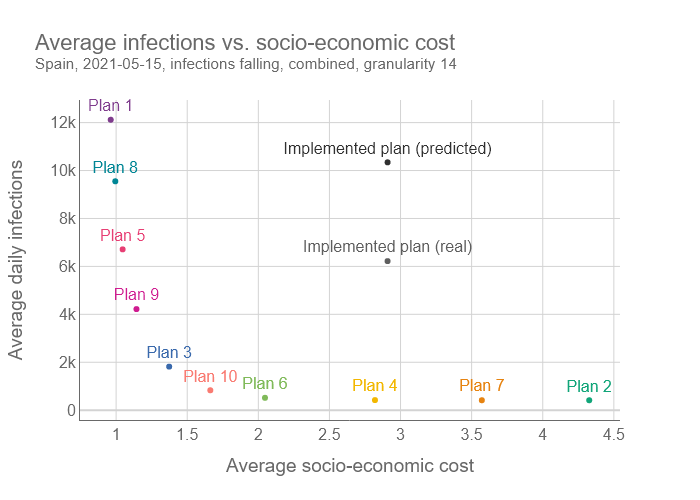 Average infections vs. socio-economic cost
Spain, 2021-05-15, infections falling, combined, granularity 14
Plan 1
12k
Implemented plan (predicted)
10k
Plan 8
8k
Plan 5
Implemented plan (real)
6k
Plan 9
4k
Plan 3
2k
Plan 10
Plan 6
Plan 4
Plan 7
Plan 2
0
1
1.5
2
2.5
3
3.5
4
4.5
Average daily infections
Average socio-economic cost